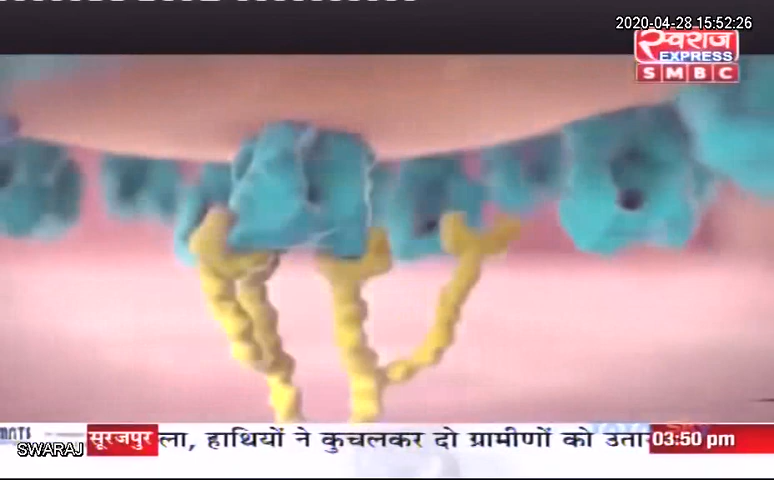 2020-04-28 15:52:26
स्वराज
EXPRESS
SMBC
सूरजपुर ला, हाथियों ने कुचलकर दो ग्रामीणों को उता 03:50 pm
SWARAJ